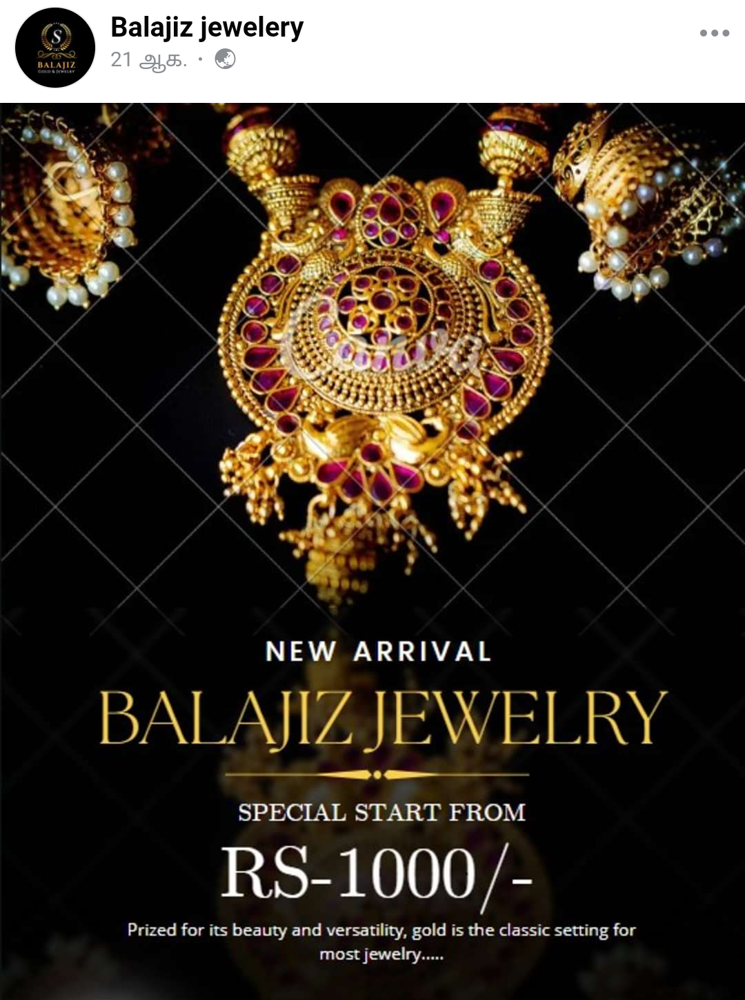 Balajiz jewelery
21 ஆக. ·
S
BALAJIZ
GOLD & JEWELRY
Canva
NEW ARRIVAL
BALAJIZ JEWELRY
SPECIAL START FROM
RS-1000/-
Prized for its beauty and versatility, gold is the classic setting for
most jewelry.....